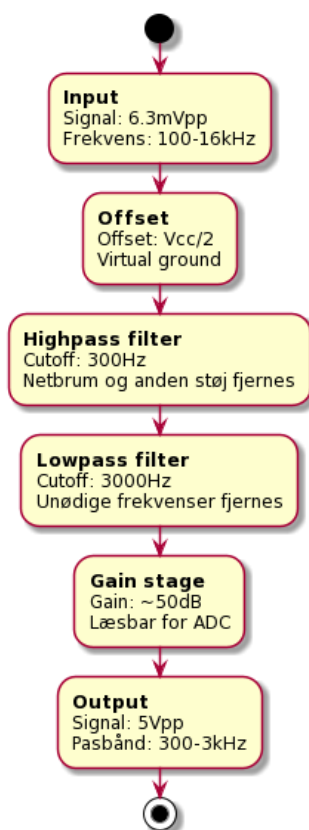 Input
Signal: 6.3mVpp
Frekvens: 100-16kHz
Offset
Offset: Vcc/2
Virtual ground
Highpass filter
Cutoff: 300Hz
Netbrum og anden støj fjernes
Lowpass filter
Cutoff: 3000Hz
Unødige frekvenser fjernes
Gain stage
Gain: ~50dB
Læsbar for ADC
Output
Signal: 5Vpp
Pasbånd: 300-3kHz